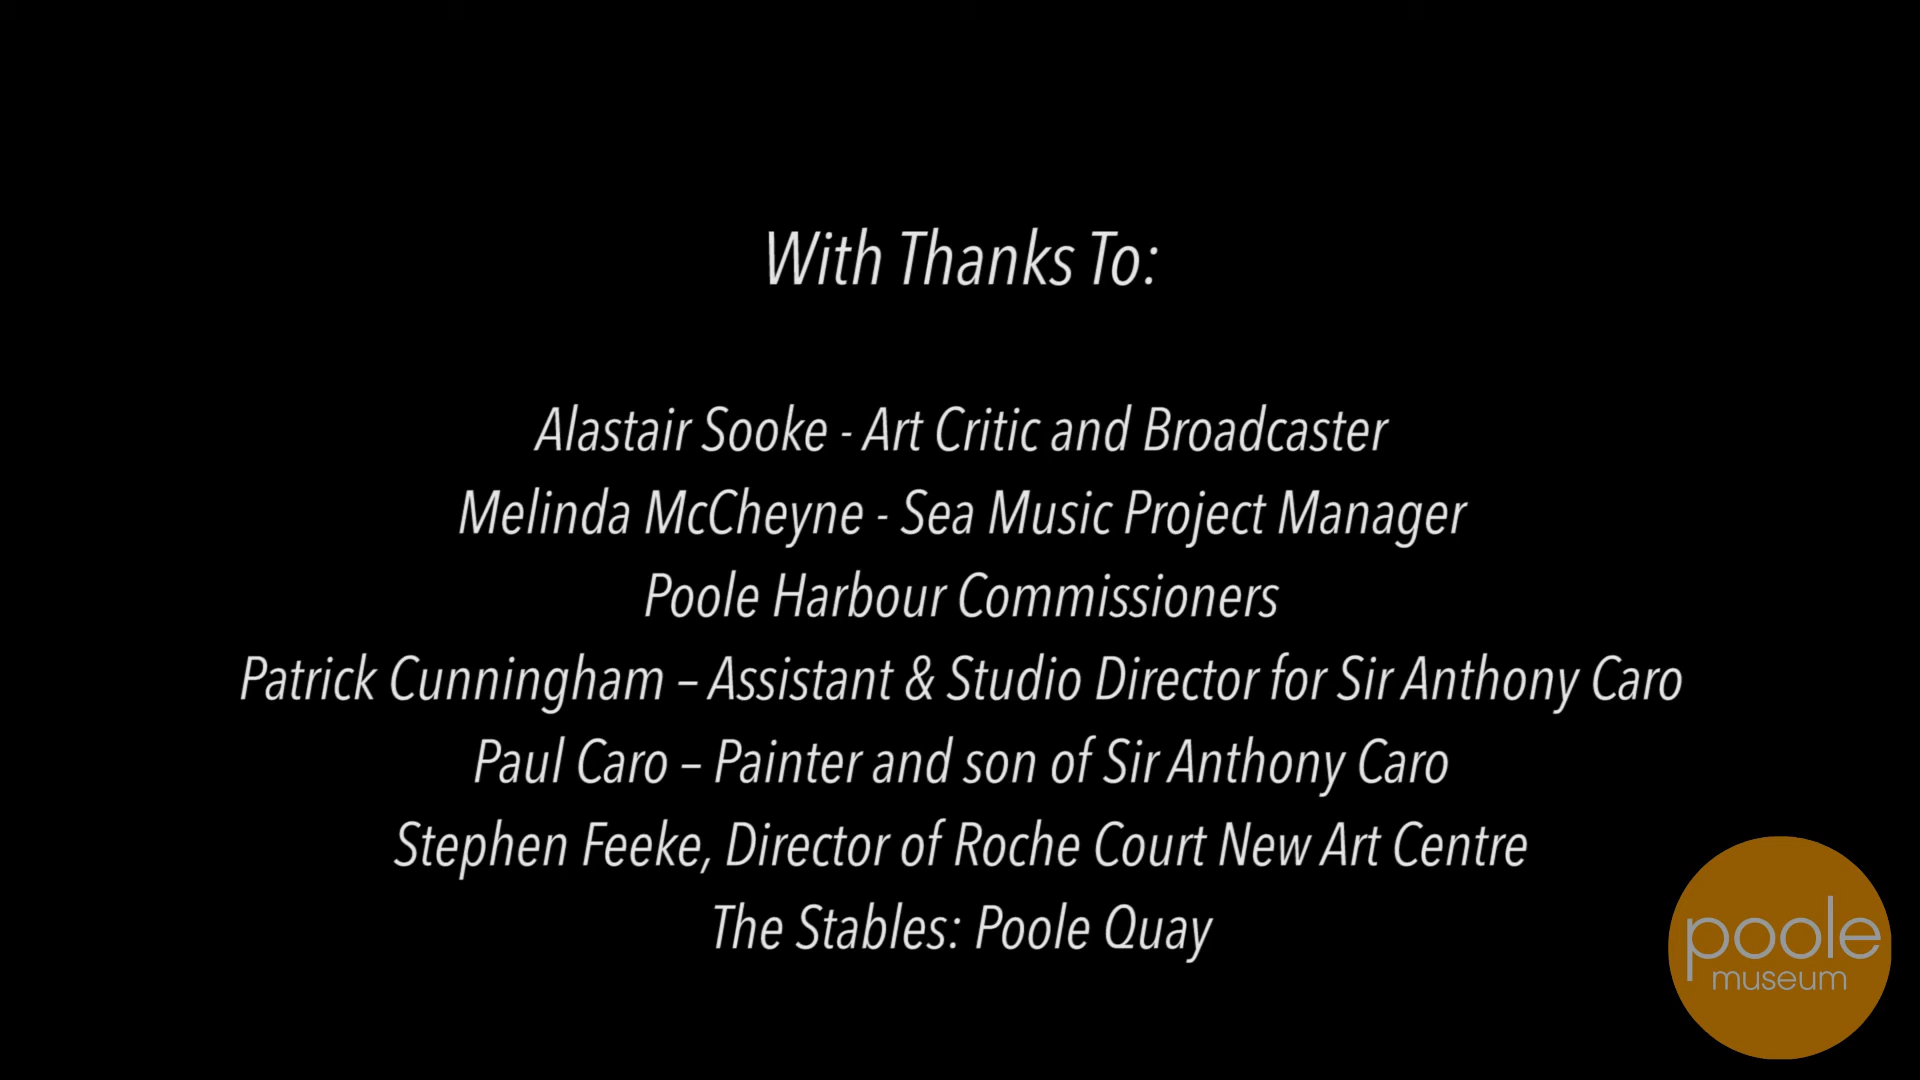 With Thanks To:
Alastair Sooke - Art Critic and Broadcaster
Melinda McCheyne - Sea Music Project Manager
Poole Harbour Commissioners
Patrick Cunningham – Assistant & Studio Director for Sir Anthony Caro
Paul Caro – Painter and son of Sir Anthony Caro
Stephen Feeke, Director of Roche Court New Art Centre
The Stables: Poole Quay
poole
museum